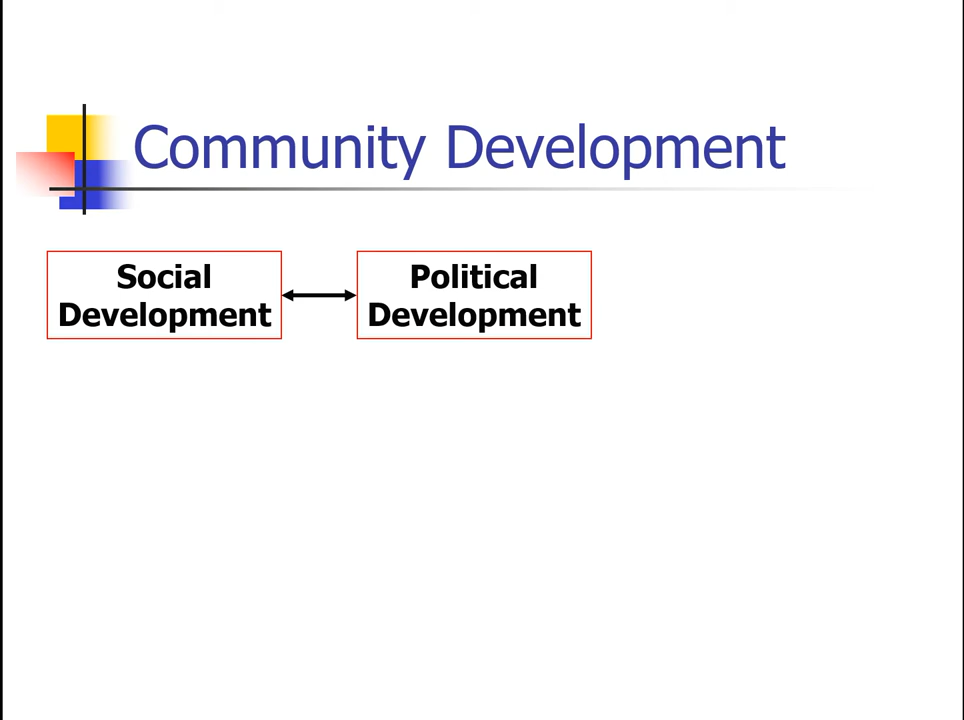 Community Development
Social
Development
Political
Development